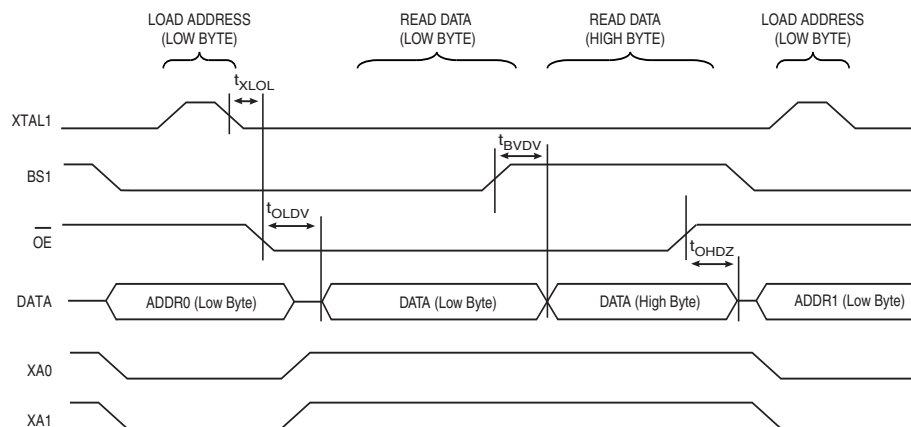 LOAD ADDRESS
(LOW BYTE)
READ DATA
(LOW BYTE)
READ DATA
(HIGH BYTE)
LOAD ADDRESS
(LOW BYTE)
tXLOL
XTAL1
tBVDV
BS1
tOLDV
OE
tOHDZ
DATA
ADDR0 (Low Byte)
DATA (Low Byte)
DATA (High Byte)
ADDR1 (Low Byte)
XA0
XA1